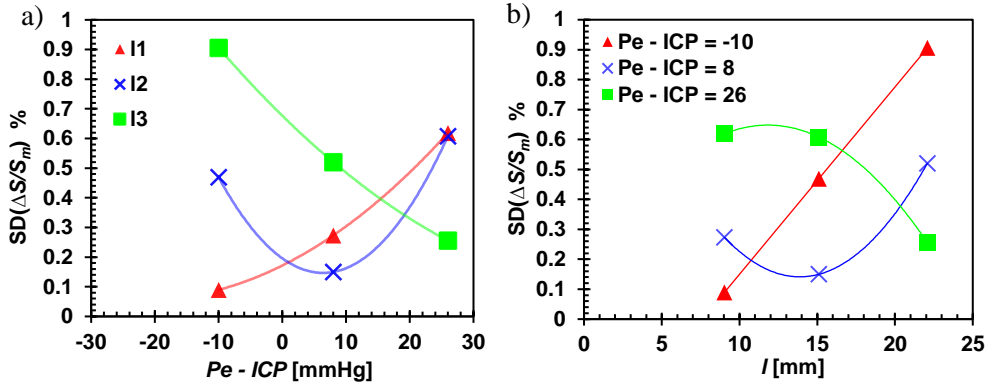 a)
SD(ΔS/Sm) %
1
0.9
0.8
0.7
0.6
0.5
0.4
0.3
0.2
0.1
0
l1
l2
l3
-30 -20 -10 0 10 20 30
Pe - ICP [mmHg]
b)
SD(ΔS/Sm) %
1
0.9
0.8
0.7
0.6
0.5
0.4
0.3
0.2
0.1
0
Pe - ICP = -10
Pe - ICP = 8
Pe - ICP = 26
0 5 10 15 20 25
l [mm]